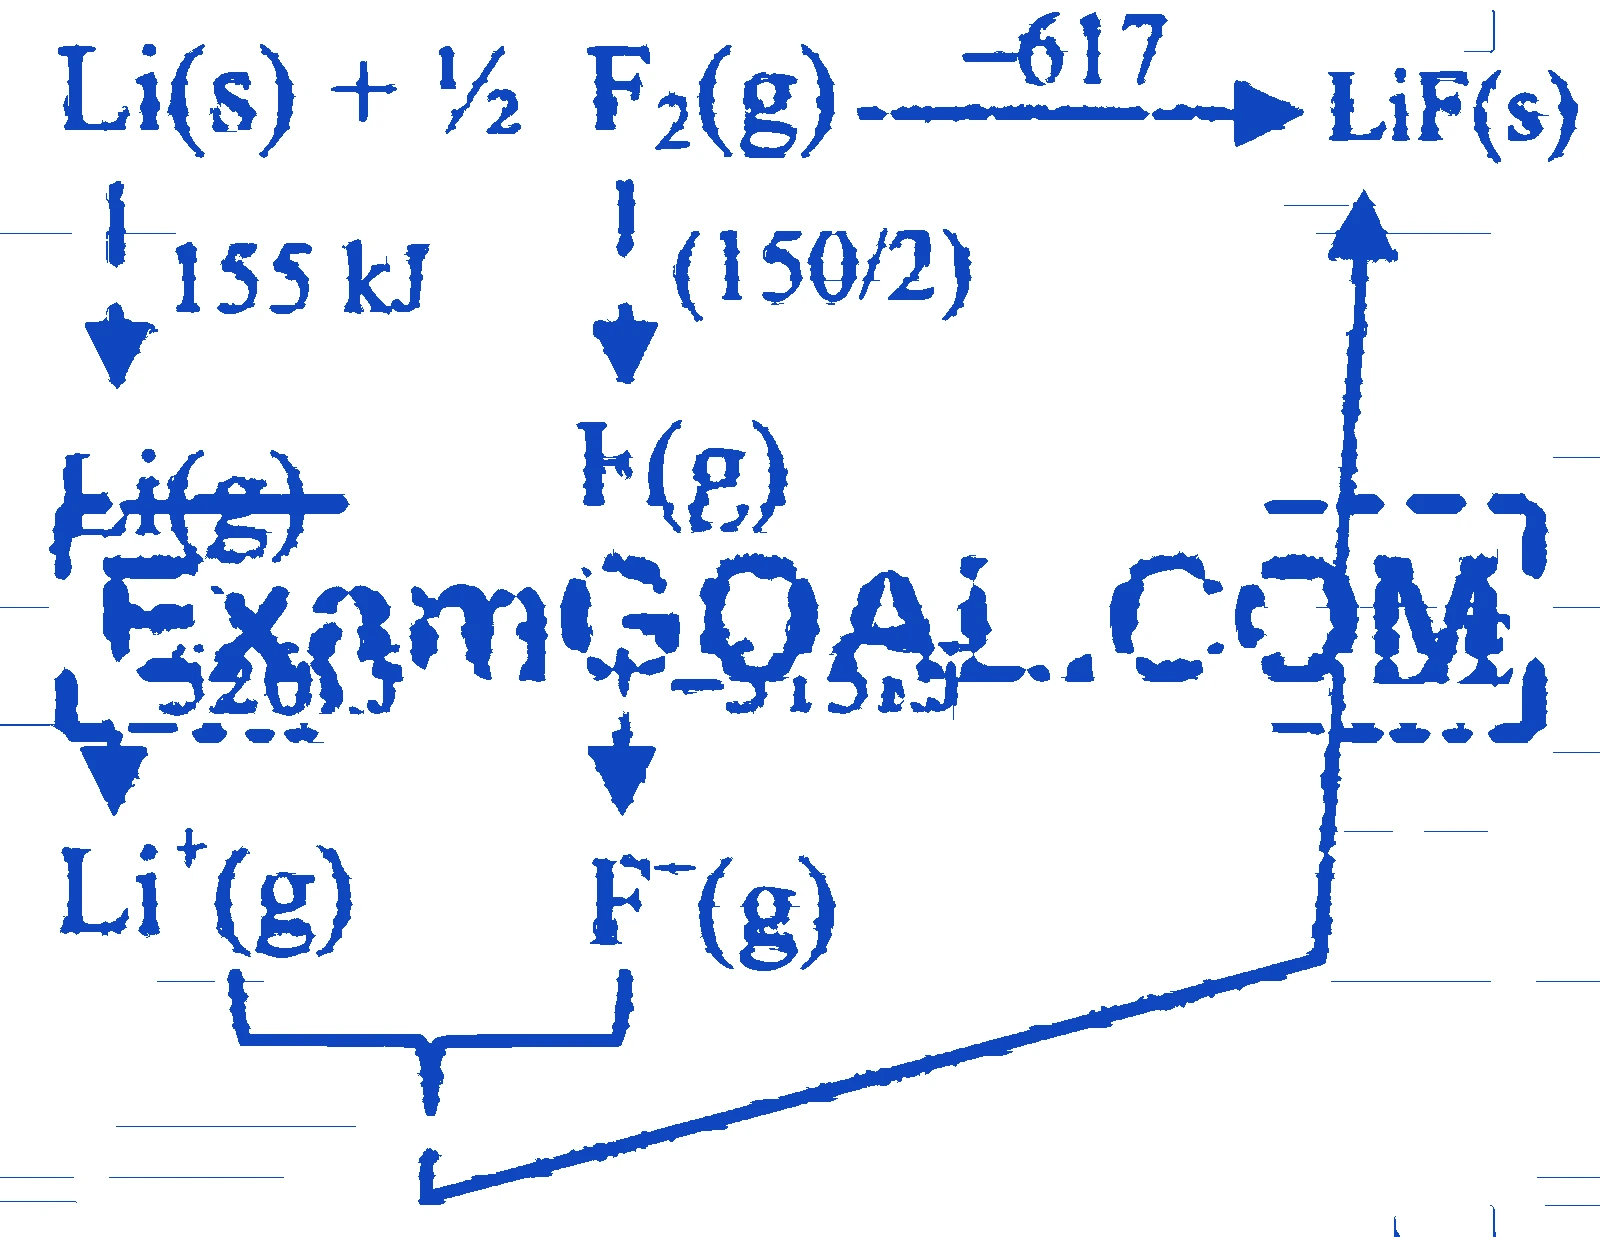 −617
Li(s) + ½ F₂(g) LiF(s)
155 kJ (150/2)
Li(g) F(g)
ExamGOAL.COM
Li⁺(g) F⁻(g)